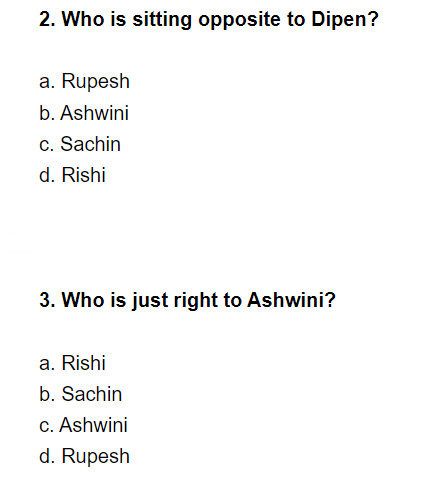 2. Who is sitting opposite to Dipen?
a. Rupesh
b. Ashwini
c. Sachin
d. Rishi
3. Who is just right to Ashwini?
a. Rishi
b. Sachin
c. Ashwini
d. Rupesh